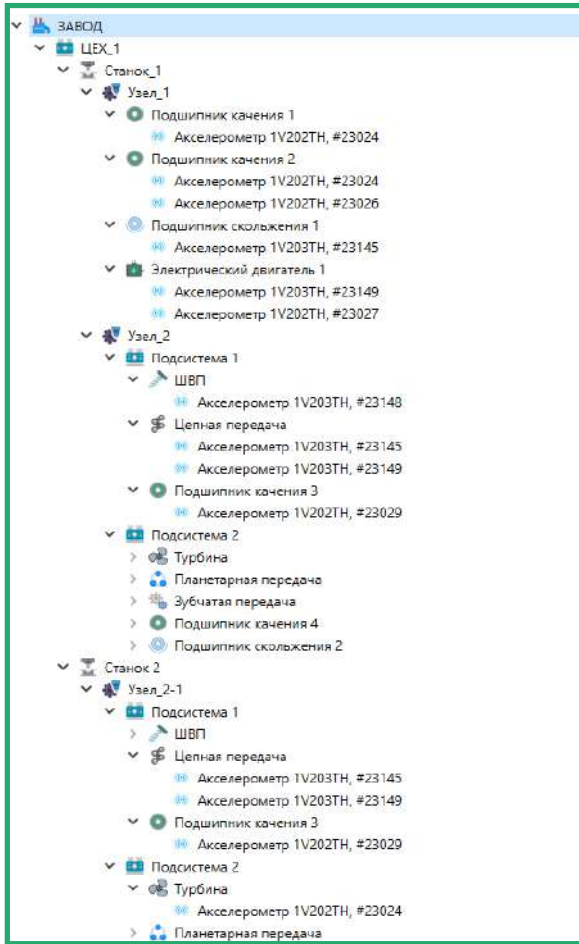 ЗАВОД
ЦЕХ_1
Станок_1
Узел_1
Подшипник качения 1
Акселерометр 1V202TH, #23024
Подшипник качения 2
Акселерометр 1V202TH, #23024
Акселерометр 1V202TH, #23026
Подшипник скольжения 1
Акселерометр 1V203TH, #23145
Электрический двигатель 1
Акселерометр 1V203TH, #23149
Акселерометр 1V202TH, #23027
Узел_2
Подсистема 1
ШВП
Акселерометр 1V203TH, #23148
Цепная передача
Акселерометр 1V203TH, #23145
Акселерометр 1V203TH, #23149
Подшипник качения 3
Акселерометр 1V202TH, #23029
Подсистема 2
Турбина
Планетарная передача
Зубчатая передача
Подшипник качения 4
Подшипник скольжения 2
Станок 2
Узел_2-1
Подсистема 1
ШВП
Цепная передача
Акселерометр 1V203TH, #23145
Акселерометр 1V203TH, #23149
Подшипник качения 3
Акселерометр 1V202TH, #23029
Подсистема 2
Турбина
Акселерометр 1V202TH, #23024
Планетарная передача